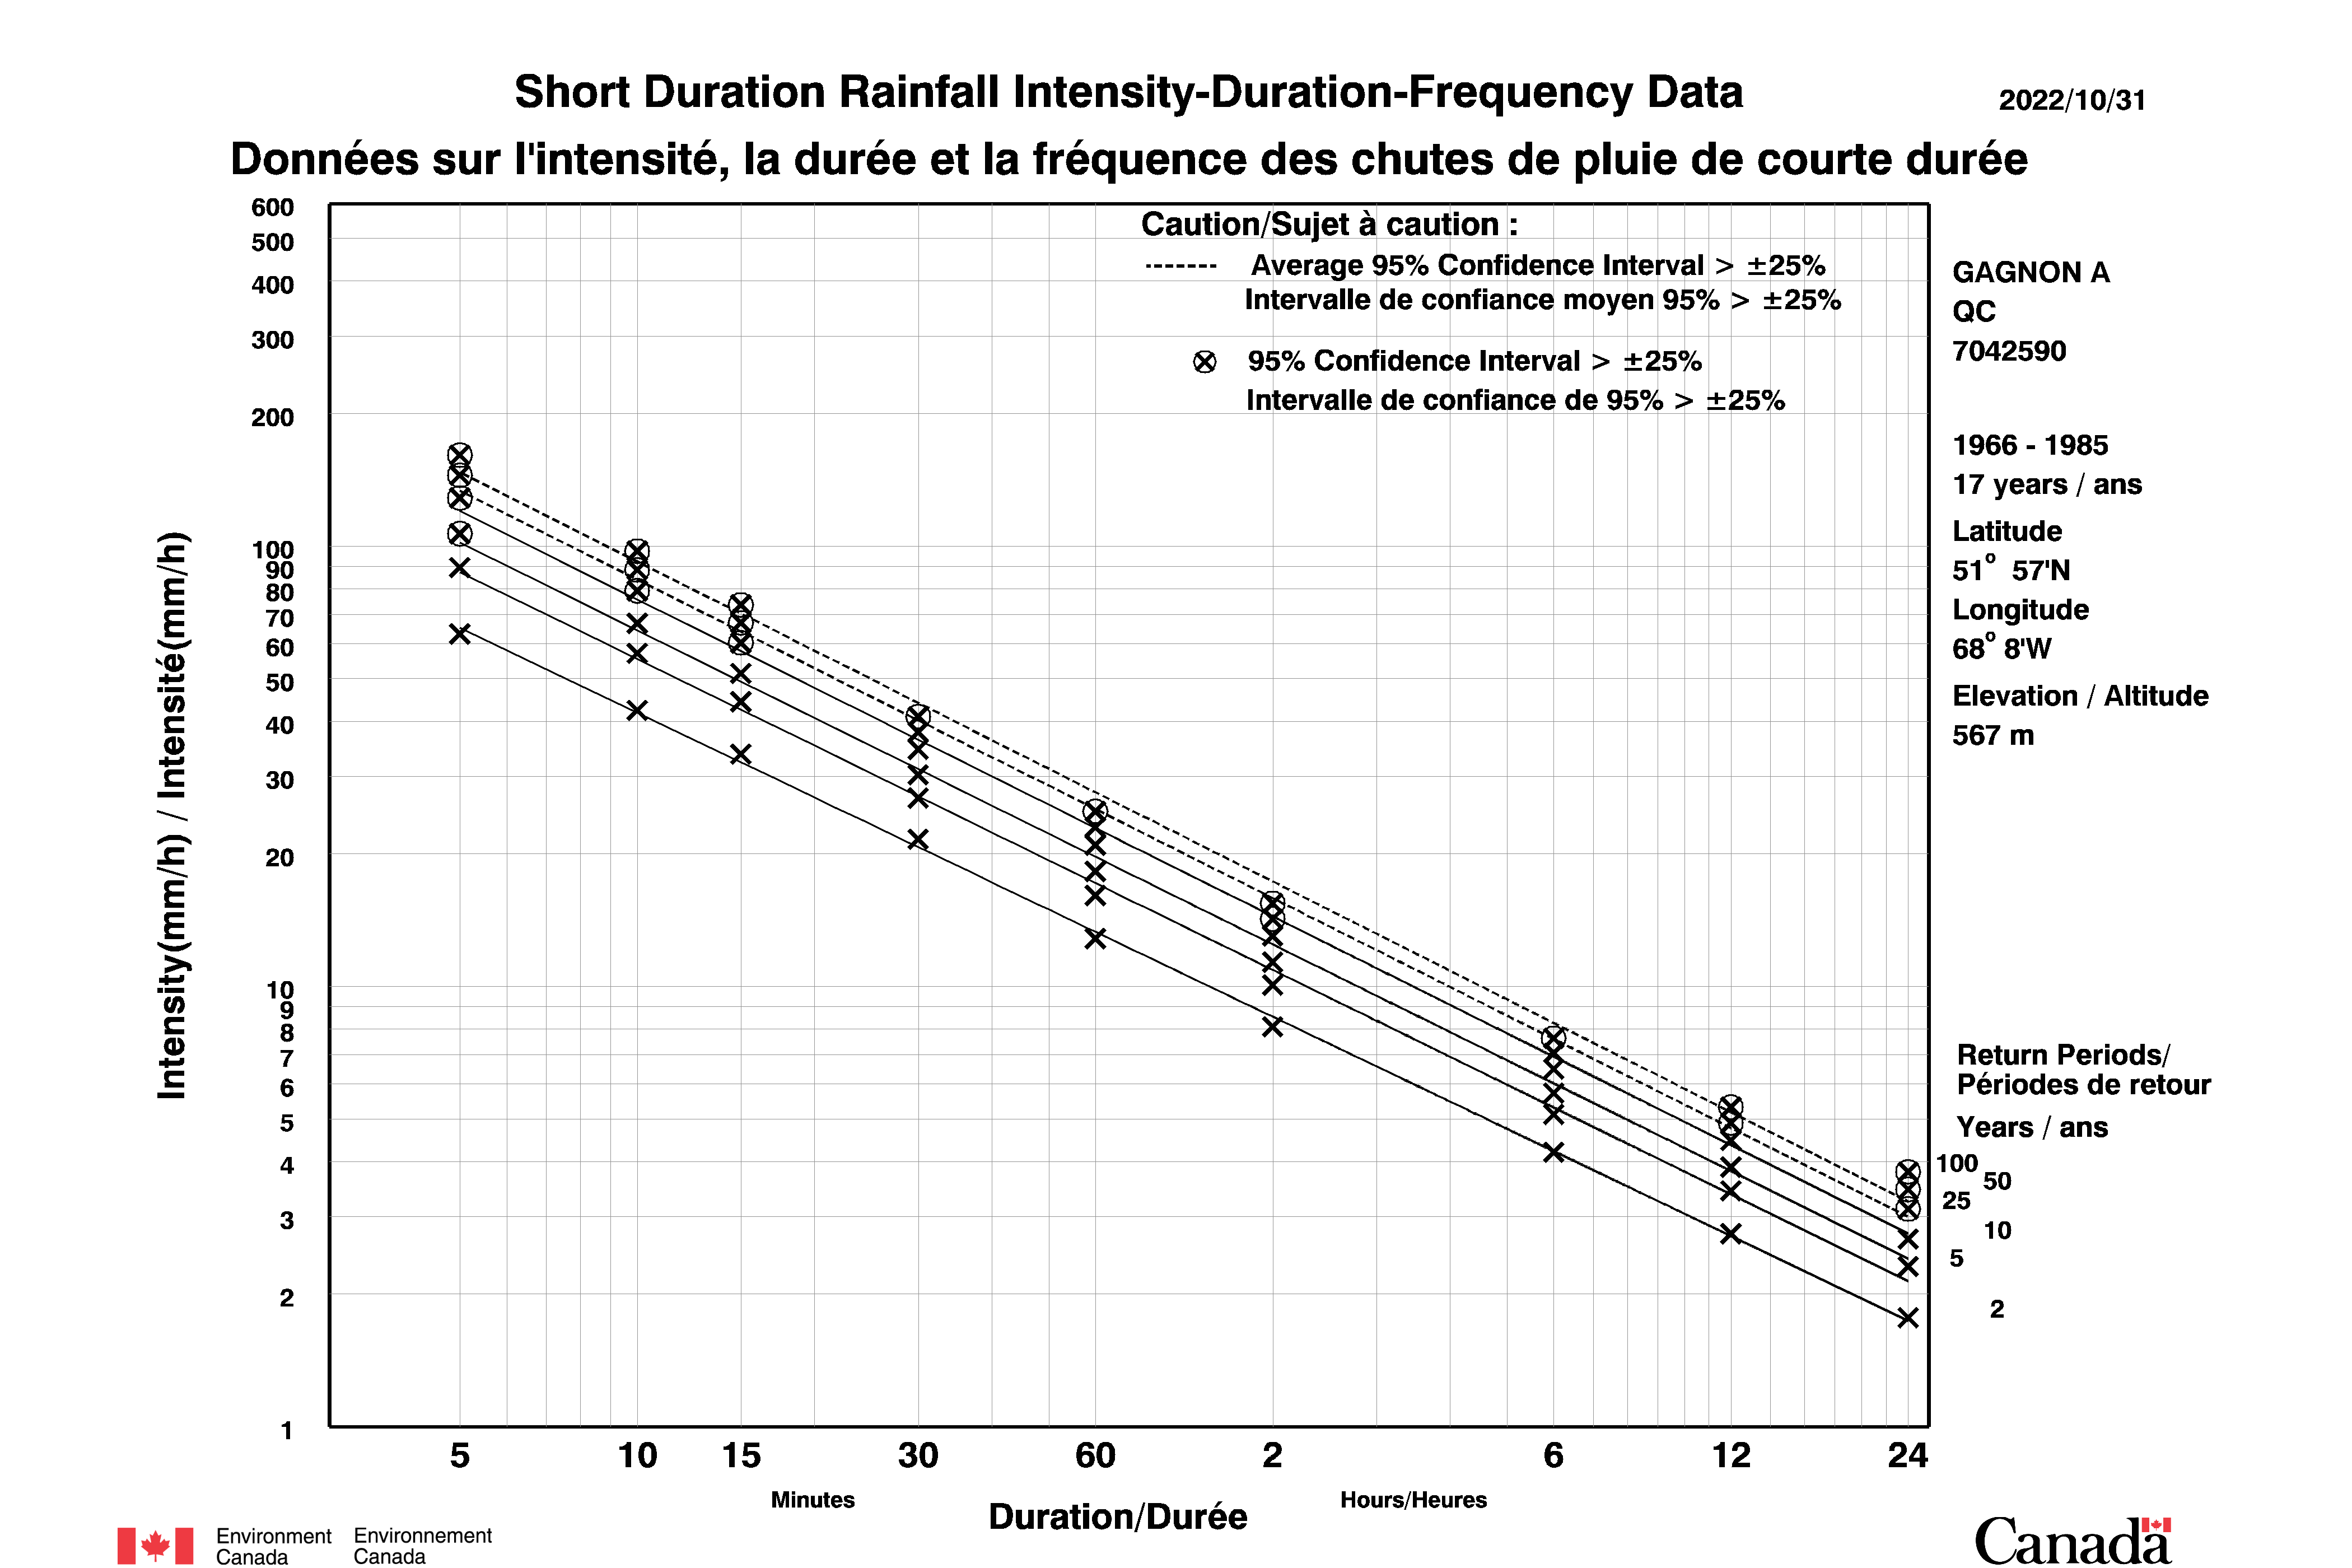 Short Duration Rainfall Intensity-Duration-Frequency Data
2022/10/31
Données sur l'intensité, la durée et la fréquence des chutes de pluie de courte durée
Caution/Sujet à caution :
Average 95% Confidence Interval > ±25%
Intervalle de confiance moyen 95% > ±25%
95% Confidence Interval > ±25%
Intervalle de confiance de 95% > ±25%
GAGNON A
QC
7042590
1966 - 1985
17 years / ans
Latitude
51° 57'N
Longitude
68° 8'W
Elevation / Altitude
567 m
Return Periods/
Périodes de retour
Years / ans
100
50
25
10
5
2
Intensity(mm/h) / Intensité(mm/h)
600
500
400
300
200
100
90
80
70
60
50
40
30
20
10
9
8
7
6
5
4
3
2
1
5 10 15 30 60 2 6 12 24
Minutes
Hours/Heures
Duration/Durée
Environment Environnement
Canada Canada
Canada